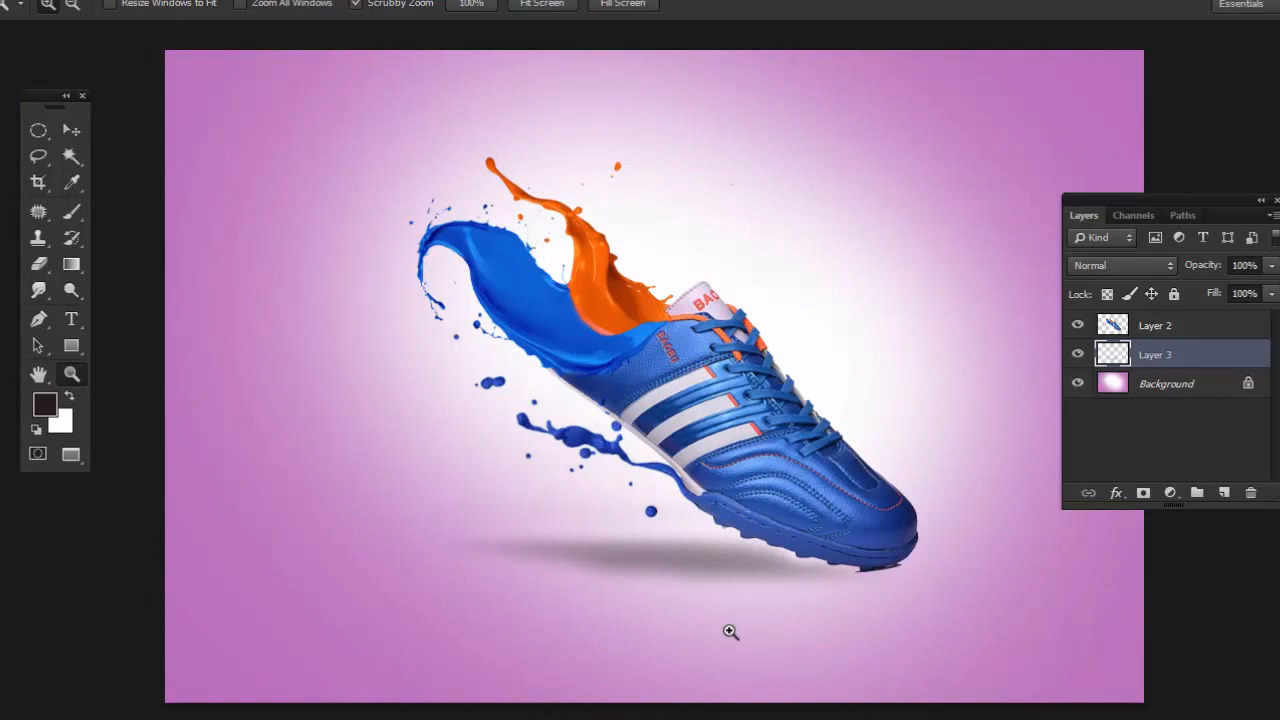 Resize Windows to Fit
Zoom All Windows
Scrubby Zoom
100%
Fit Screen
Fill Screen
Essentials
Layers
Channels
Paths
Kind
Normal
Opacity:
100%
Lock:
Fill:
100%
Layer 2
Layer 3
Background
fx